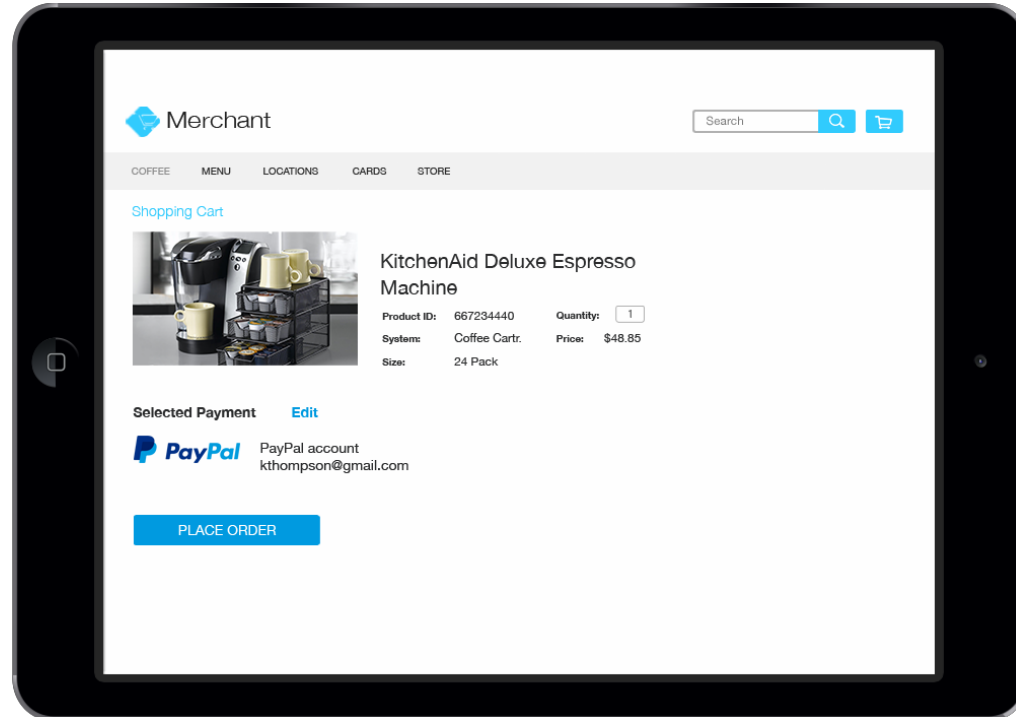 Merchant
Search
COFFEE MENU LOCATIONS CARDS STORE
Shopping Cart
KitchenAid Deluxe Espresso
Machine
Product ID: 667234440 Quantity: 1
System: Coffee Cartr. Price: $48.85
Size: 24 Pack
Selected Payment Edit
PayPal PayPal account
kthompson@gmail.com
PLACE ORDER